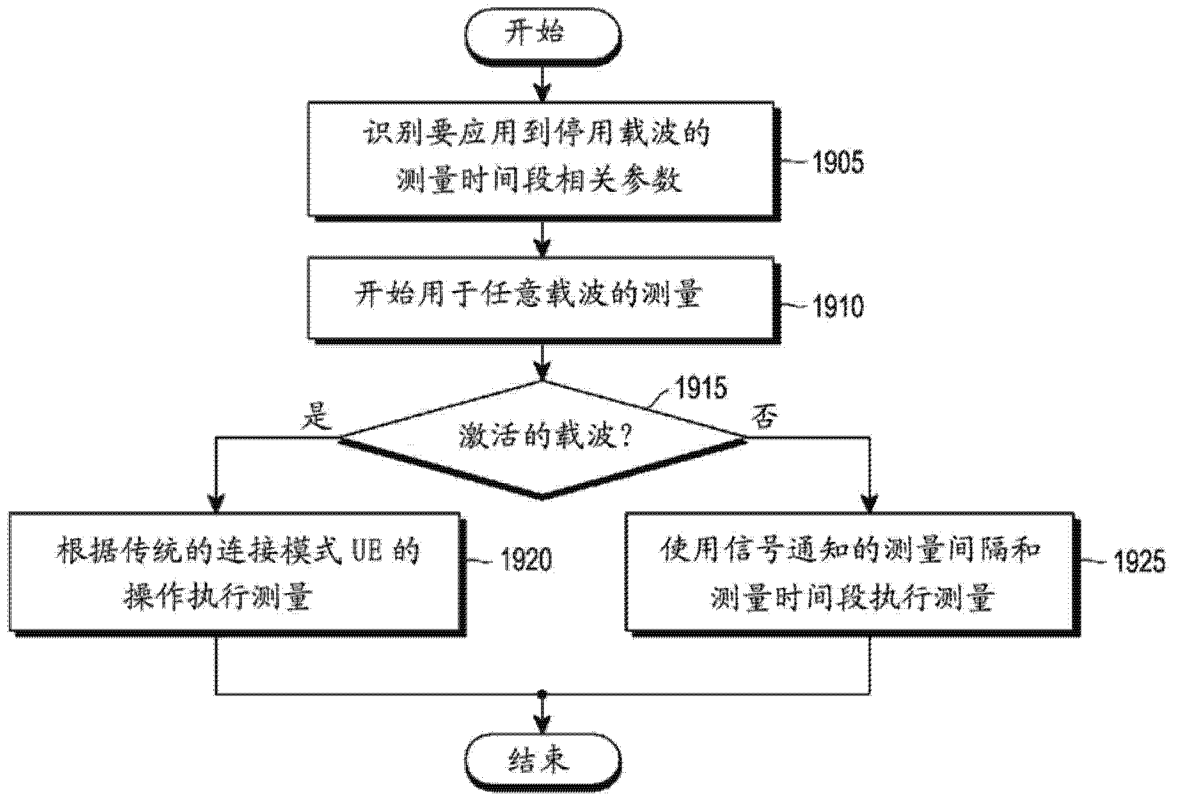 开始
识别要应用到停用载波的
测量时间段相关参数
1905
开始用于任意载波的测量
1910
1915
是
否
激活的载波?
根据传统的连接模式 UE 的
操作执行测量
1920
使用信号通知的测量间隔和
测量时间段执行测量
1925
结束